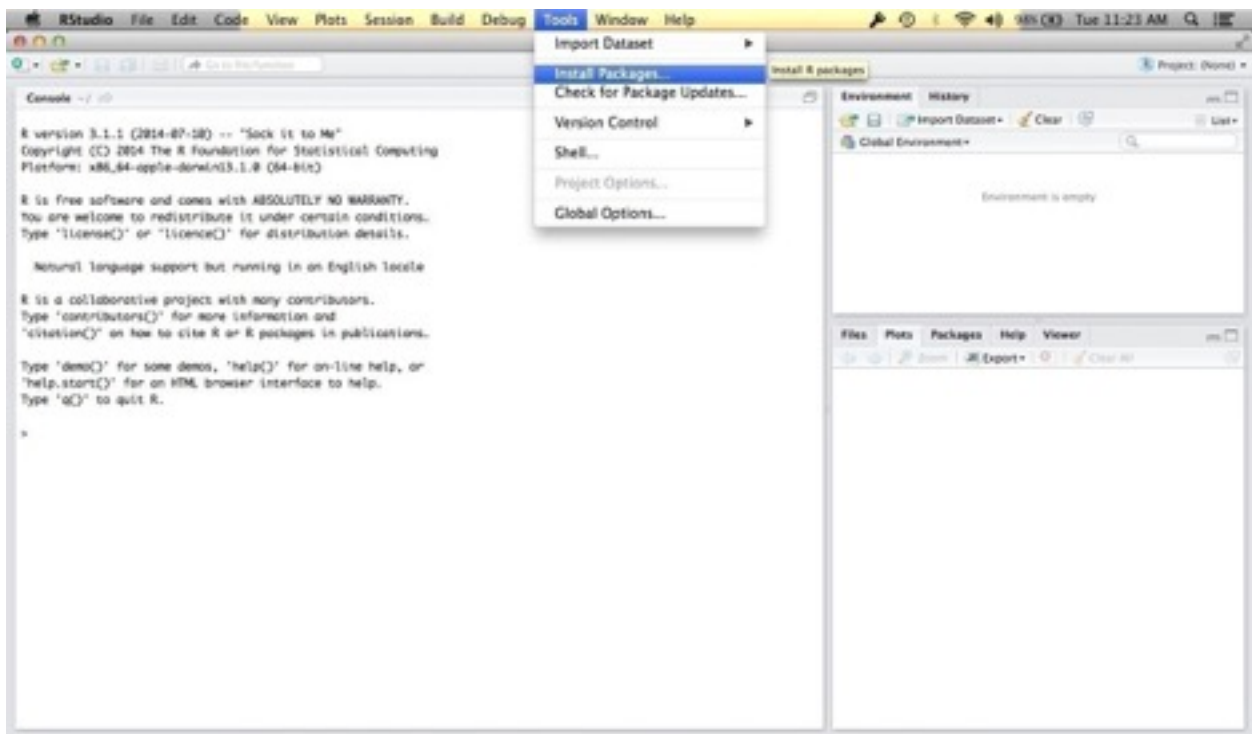 RStudio File Edit Code View Plots Session Build Debug Tools Window Help 98% Tue 11:23 AM
Import Dataset
Install Packages...
Install R packages
Check for Package Updates...
Version Control
Shell...
Project Options...
Global Options...
Go to file/function
Project: (None)
Console ~/
R version 3.1.1 (2014-07-10) -- "Sock it to Me"
Copyright (C) 2014 The R Foundation for Statistical Computing
Platform: x86_64-apple-darwin13.1.0 (64-bit)
R is free software and comes with ABSOLUTELY NO WARRANTY.
You are welcome to redistribute it under certain conditions.
Type 'license()' or 'licence()' for distribution details.
Natural language support but running in an English locale
R is a collaborative project with many contributors.
Type 'contributors()' for more information and
'citation()' on how to cite R or R packages in publications.
Type 'demo()' for some demos, 'help()' for on-line help, or
'help.start()' for an HTML browser interface to help.
Type 'q()' to quit R.
>
Environment History
Import Dataset Clear List
Global Environment
Environment is empty
Files Plots Packages Help Viewer
Zoom Export Clear All